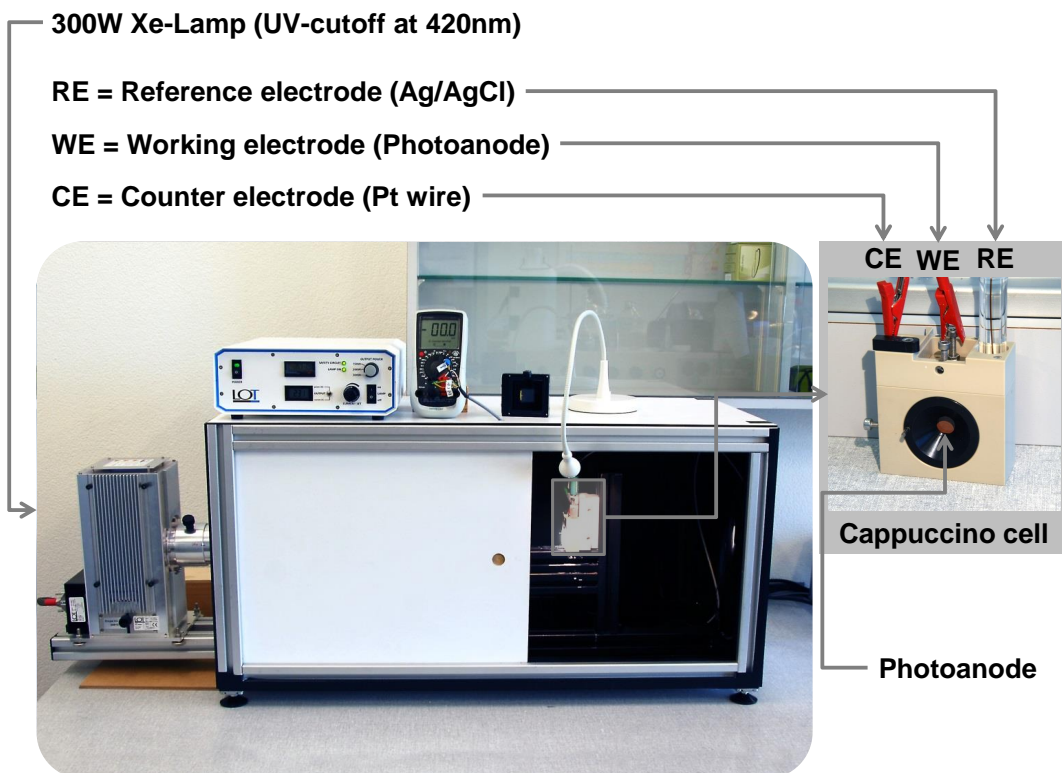 300W Xe-Lamp (UV-cutoff at 420nm)
RE = Reference electrode (Ag/AgCl)
WE = Working electrode (Photoanode)
CE = Counter electrode (Pt wire)
CE WE RE
LOT
Cappuccino cell
Photoanode